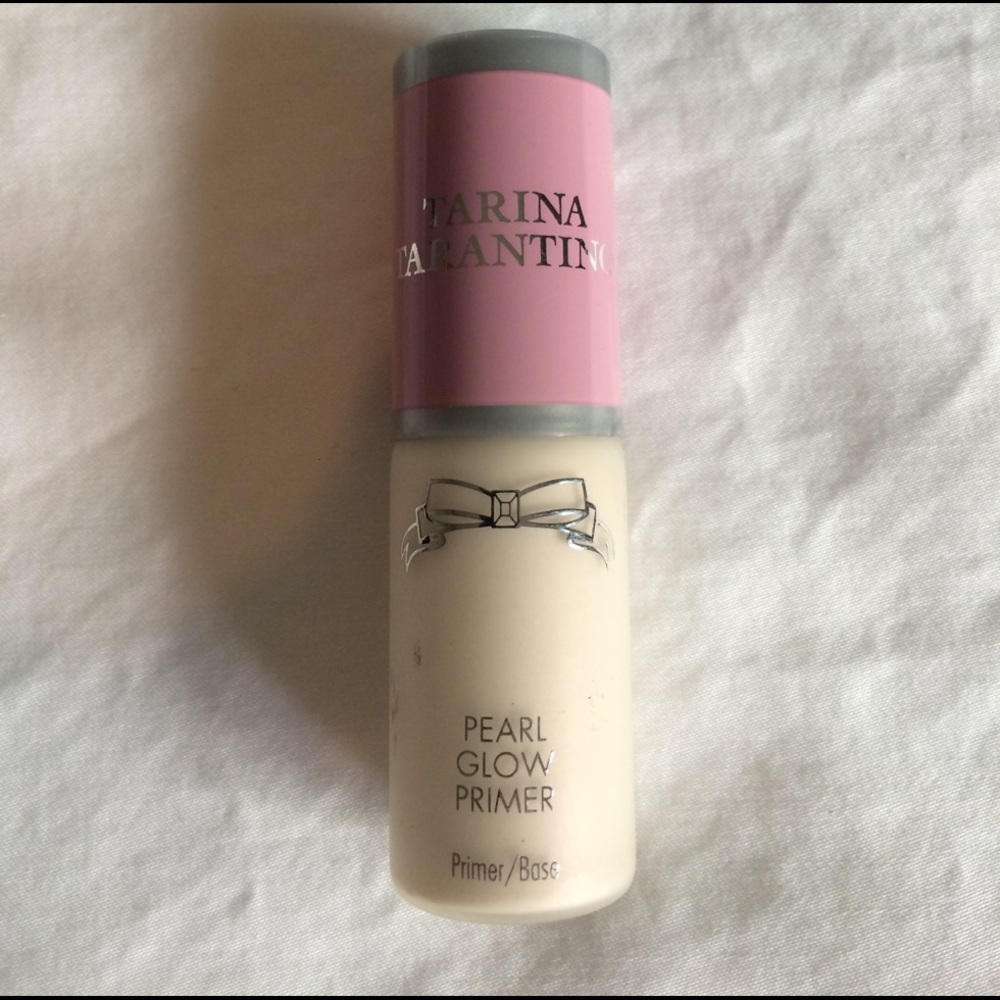 TARINA
TARANTINO
PEARL
GLOW
PRIMER
Primer/Base